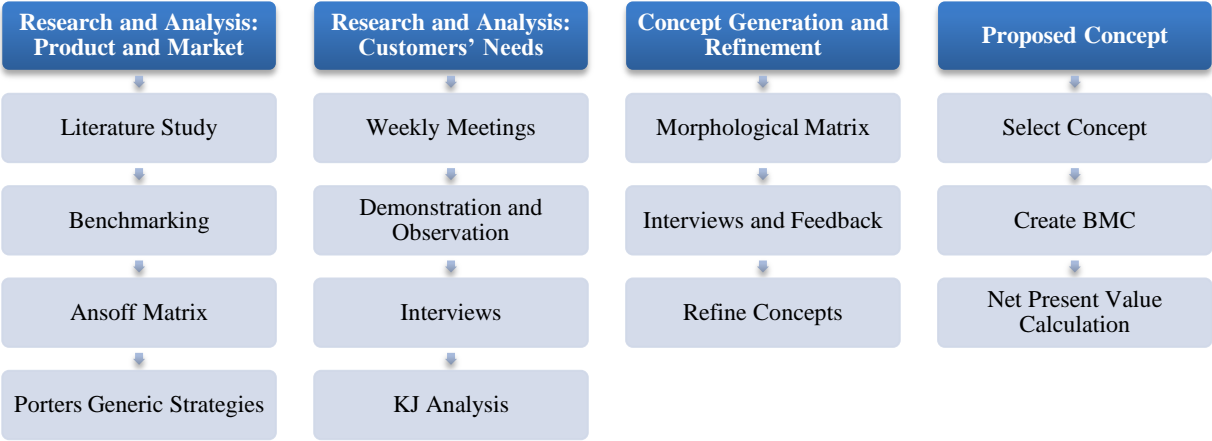 Research and Analysis:
Product and Market
Literature Study
Benchmarking
Ansoff Matrix
Porters Generic Strategies
Research and Analysis:
Customers’ Needs
Weekly Meetings
Demonstration and
Observation
Interviews
KJ Analysis
Concept Generation and
Refinement
Morphological Matrix
Interviews and Feedback
Refine Concepts
Proposed Concept
Select Concept
Create BMC
Net Present Value
Calculation